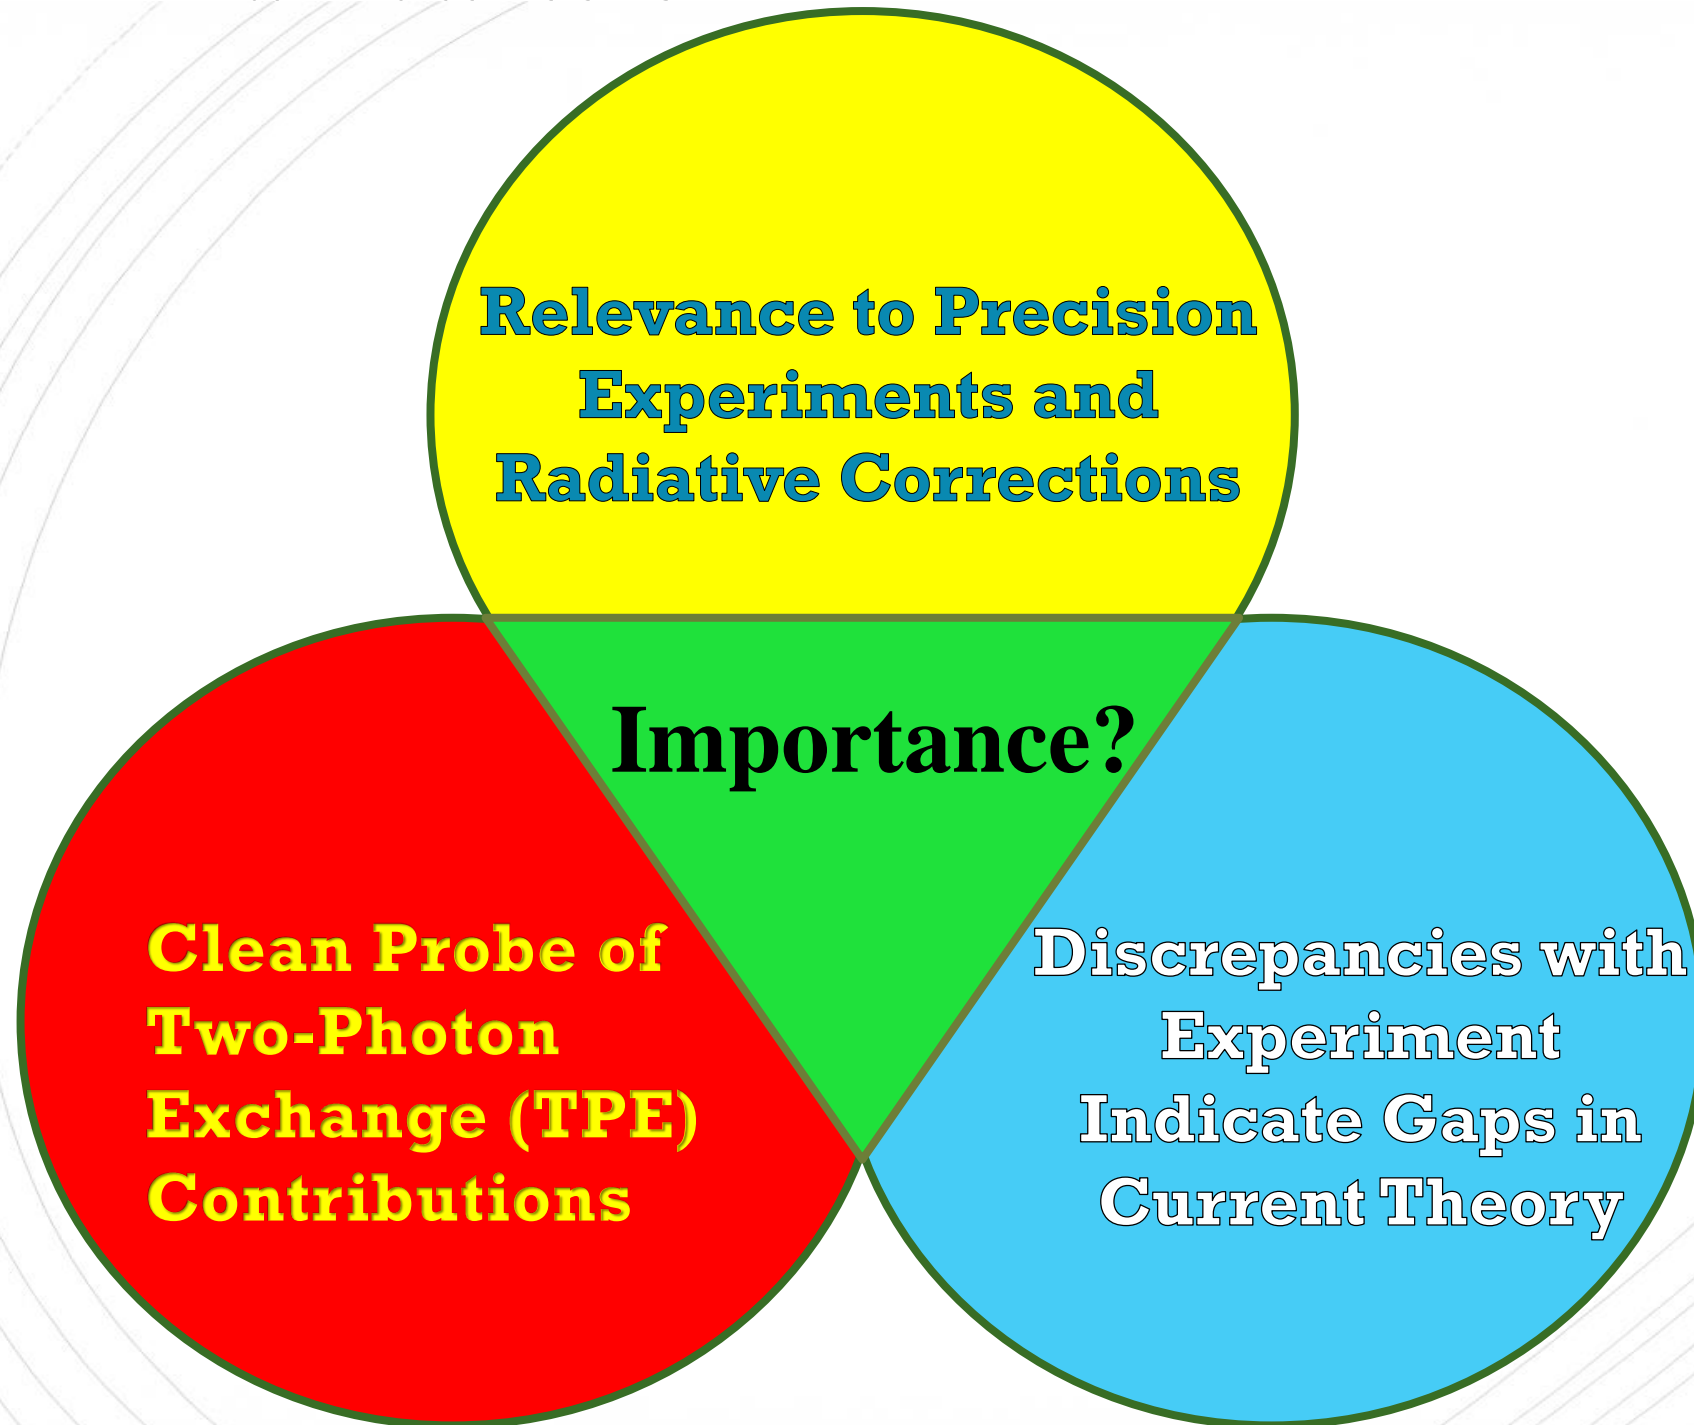 Relevance to Precision
Experiments and
Radiative Corrections
Importance?
Clean Probe of
Two-Photon
Exchange (TPE)
Contributions
Discrepancies with
Experiment
Indicate Gaps in
Current Theory